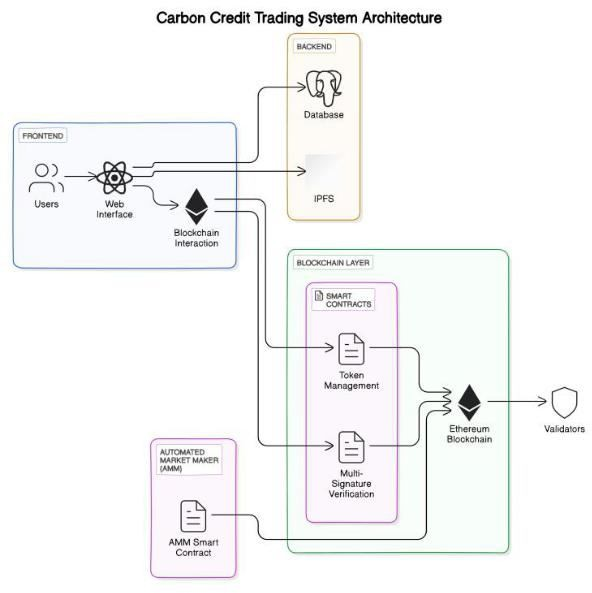 Carbon Credit Trading System Architecture
BACKEND
Database
IPFS
FRONTEND
Users
Web
Interface
Blockchain
Interaction
BLOCKCHAIN LAYER
SMART
CONTRACTS
Token
Management
Multi-
Signature
Verification
Ethereum
Blockchain
Validators
AUTOMATED
MARKET MAKER
(AMM)
AMM Smart
Contract